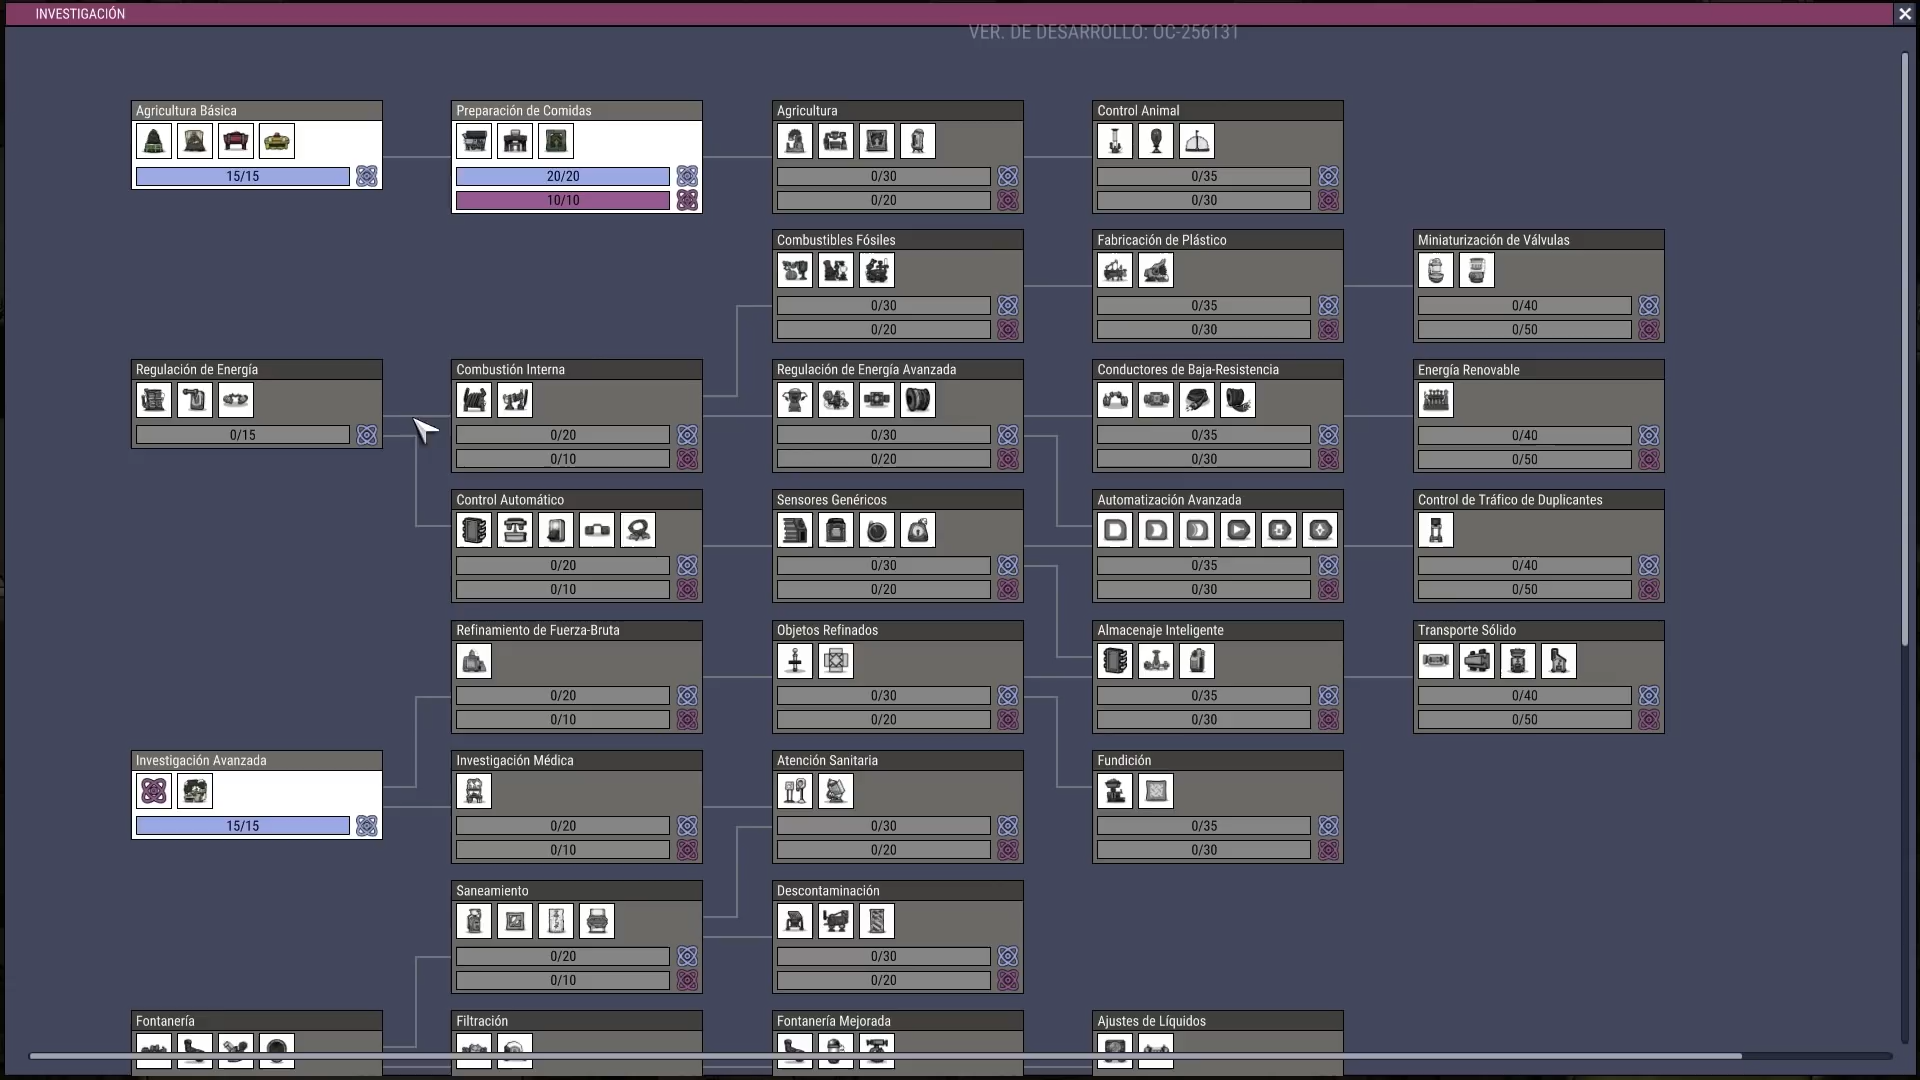 INVESTIGACIÓN
VER. DE DESARROLLO: OC-256131
Agricultura Básica
15/15
Preparación de Comidas
20/20
10/10
Agricultura
0/30
0/20
Control Animal
0/35
0/30
Combustibles Fósiles
0/30
0/20
Fabricación de Plástico
0/35
0/30
Miniaturización de Válvulas
0/40
0/50
Regulación de Energía
0/15
Combustión Interna
0/20
0/10
Regulación de Energía Avanzada
0/30
0/20
Conductores de Baja-Resistencia
0/35
0/30
Energía Renovable
0/40
0/50
Control Automático
0/20
0/10
Sensores Genéricos
0/30
0/20
Automatización Avanzada
0/35
0/30
Control de Tráfico de Duplicantes
0/40
0/50
Refinamiento de Fuerza-Bruta
0/20
0/10
Objetos Refinados
0/30
0/20
Almacenaje Inteligente
0/35
0/30
Transporte Sólido
0/40
0/50
Investigación Avanzada
15/15
Investigación Médica
0/20
0/10
Atención Sanitaria
0/30
0/20
Fundición
0/35
0/30
Saneamiento
0/20
0/10
Descontaminación
0/30
0/20
Fontanería
Filtración
Fontanería Mejorada
Ajustes de Líquidos